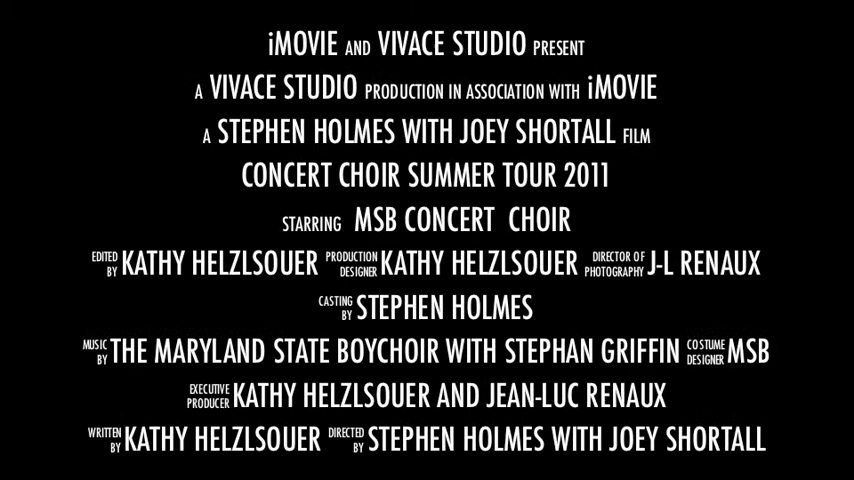 iMOVIE AND VIVACE STUDIO PRESENT
A VIVACE STUDIO PRODUCTION IN ASSOCIATION WITH iMOVIE
A STEPHEN HOLMES WITH JOEY SHORTALL FILM
CONCERT CHOIR SUMMER TOUR 2011
STARRING MSB CONCERT CHOIR
EDITED BY KATHY HELZLSOUER PRODUCTION DESIGNER KATHY HELZLSOUER DIRECTOR OF PHOTOGRAPHY J-L RENAUX
CASTING BY STEPHEN HOLMES
MUSIC BY THE MARYLAND STATE BOYCHOIR WITH STEPHAN GRIFFIN COSTUME DESIGNER MSB
EXECUTIVE PRODUCER KATHY HELZLSOUER AND JEAN-LUC RENAUX
WRITTEN BY KATHY HELZLSOUER DIRECTED BY STEPHEN HOLMES WITH JOEY SHORTALL